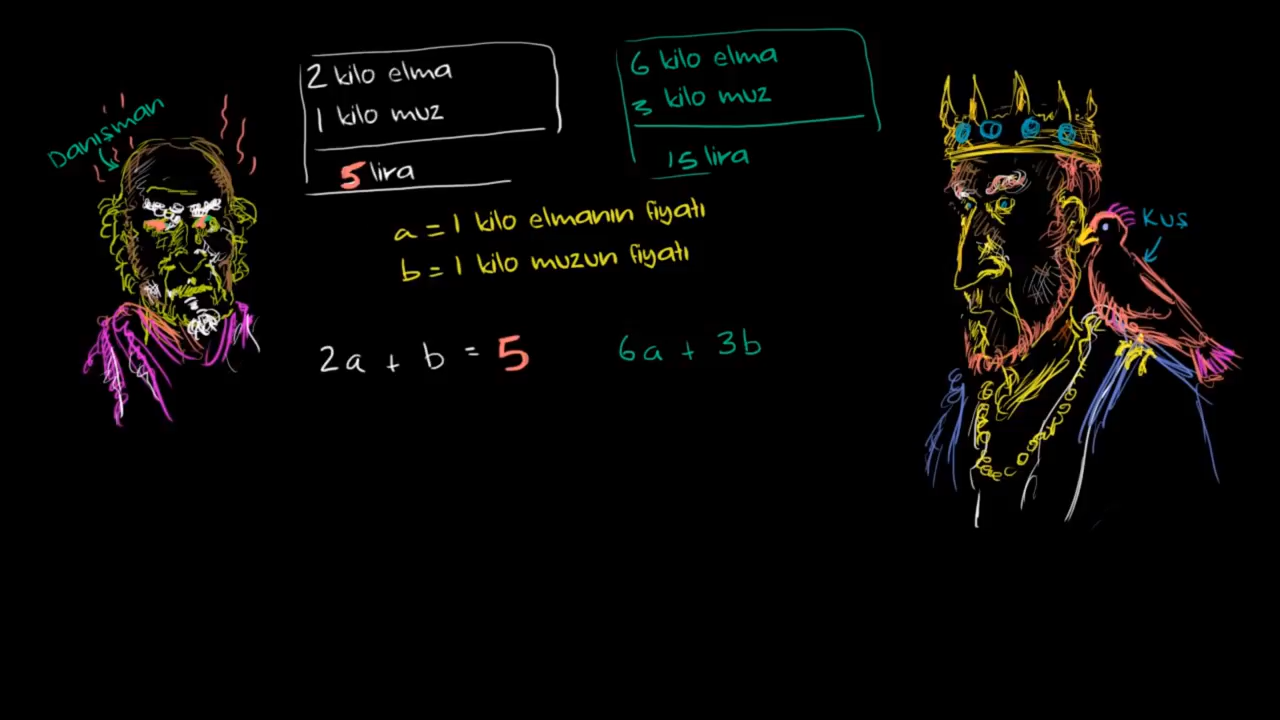 Danışman
2 kilo elma
1 kilo muz
5 lira
6 kilo elma
3 kilo muz
15 lira
a = 1 kilo elmanın fiyatı
b = 1 kilo muzun fiyatı
Kuş
2a + b = 5
6a + 3b